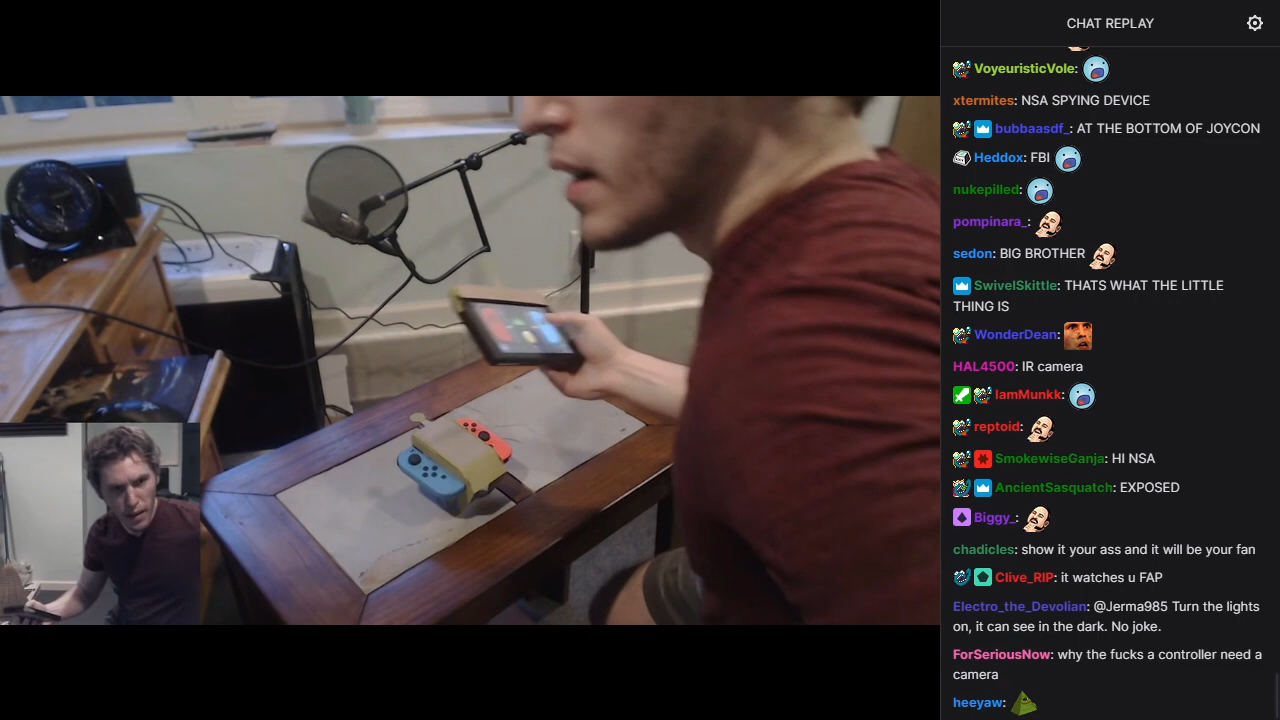 CHAT REPLAY
VoyeuristicVole:
xtermites: NSA SPYING DEVICE
bubbaasdf_: AT THE BOTTOM OF JOYCON
Heddox: FBI
nukepilled:
pompinara_:
sedon: BIG BROTHER
SwivelSkittle: THATS WHAT THE LITTLE
THING IS
WonderDean:
HAL4500: IR camera
IamMunkk:
reptoid:
SmokewiseGanja: HI NSA
AncientSasquatch: EXPOSED
Biggy_:
chadicles: show it your ass and it will be your fan
Clive_RIP: it watches u FAP
Electro_the_Devolian: @Jerma985 Turn the lights
on, it can see in the dark. No joke.
ForSeriousNow: why the fucks a controller need a
camera
heeyaw: